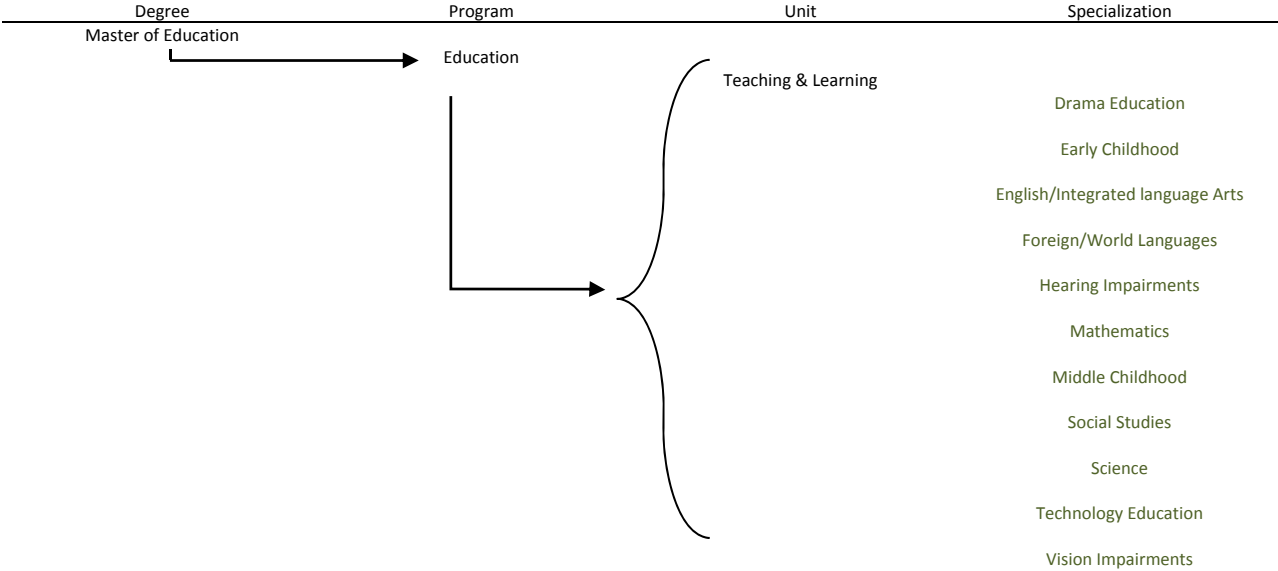 Degree Program Unit Specialization
Master of Education
Education
Teaching & Learning
Drama Education
Early Childhood
English/Integrated language Arts
Foreign/World Languages
Hearing Impairments
Mathematics
Middle Childhood
Social Studies
Science
Technology Education
Vision Impairments